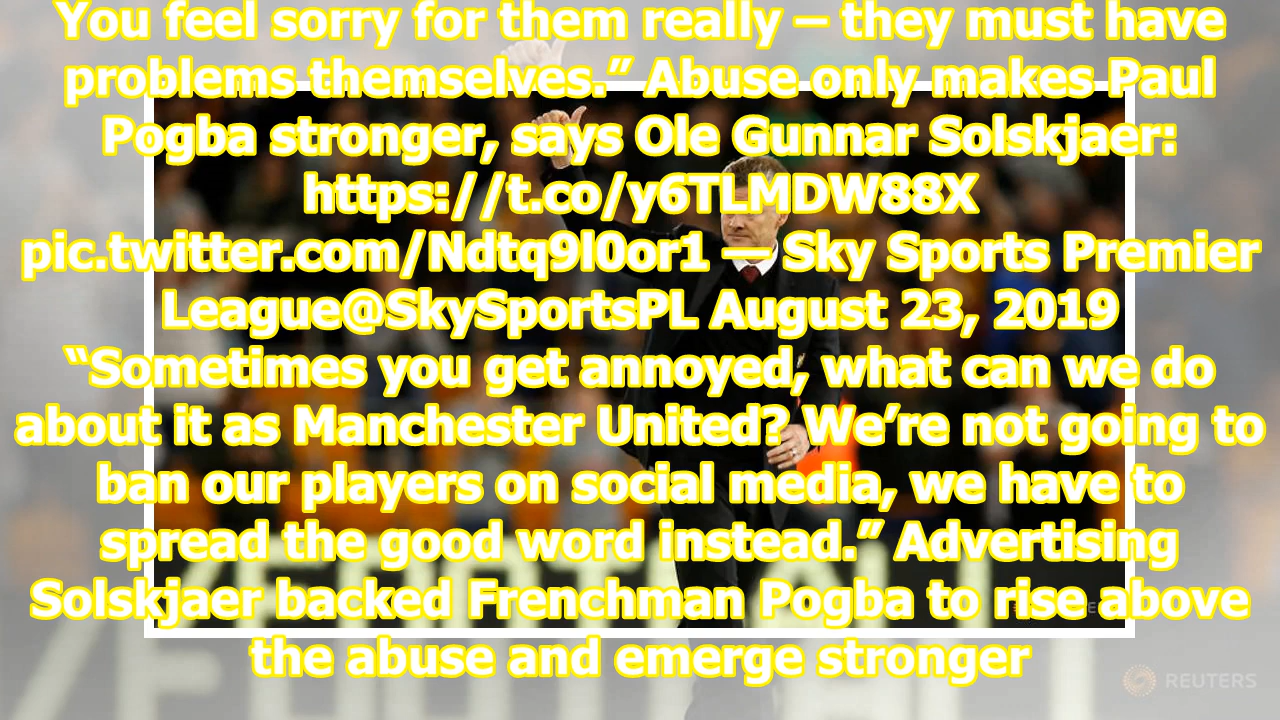 You feel sorry for them really – they must have
problems themselves.” Abuse only makes Paul
Pogba stronger, says Ole Gunnar Solskjaer:
https://t.co/y6TLMDW88X
pic.twitter.com/Ndtq9l0or1 — Sky Sports Premier
League@SkySportsPL August 23, 2019
“Sometimes you get annoyed, what can we do
about it as Manchester United? We’re not going to
ban our players on social media, we have to
spread the good word instead.” Advertising
Solskjaer backed Frenchman Pogba to rise above
the abuse and emerge stronger
REUTERS